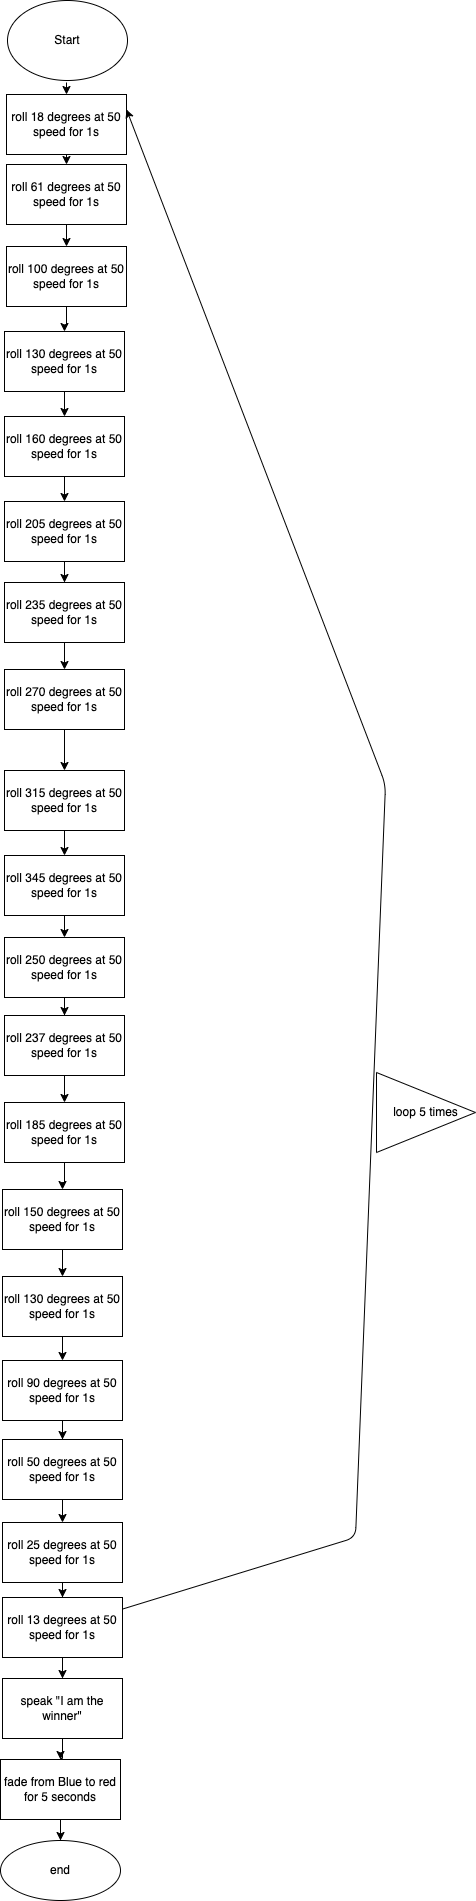 Start
roll 18 degrees at 50
speed for 1s
roll 61 degrees at 50
speed for 1s
roll 100 degrees at 50
speed for 1s
roll 130 degrees at 50
speed for 1s
roll 160 degrees at 50
speed for 1s
roll 205 degrees at 50
speed for 1s
roll 235 degrees at 50
speed for 1s
roll 270 degrees at 50
speed for 1s
roll 315 degrees at 50
speed for 1s
roll 345 degrees at 50
speed for 1s
roll 250 degrees at 50
speed for 1s
roll 237 degrees at 50
speed for 1s
loop 5 times
roll 185 degrees at 50
speed for 1s
roll 150 degrees at 50
speed for 1s
roll 130 degrees at 50
speed for 1s
roll 90 degrees at 50
speed for 1s
roll 50 degrees at 50
speed for 1s
roll 25 degrees at 50
speed for 1s
roll 13 degrees at 50
speed for 1s
speak "I am the
winner"
fade from Blue to red
for 5 seconds
end